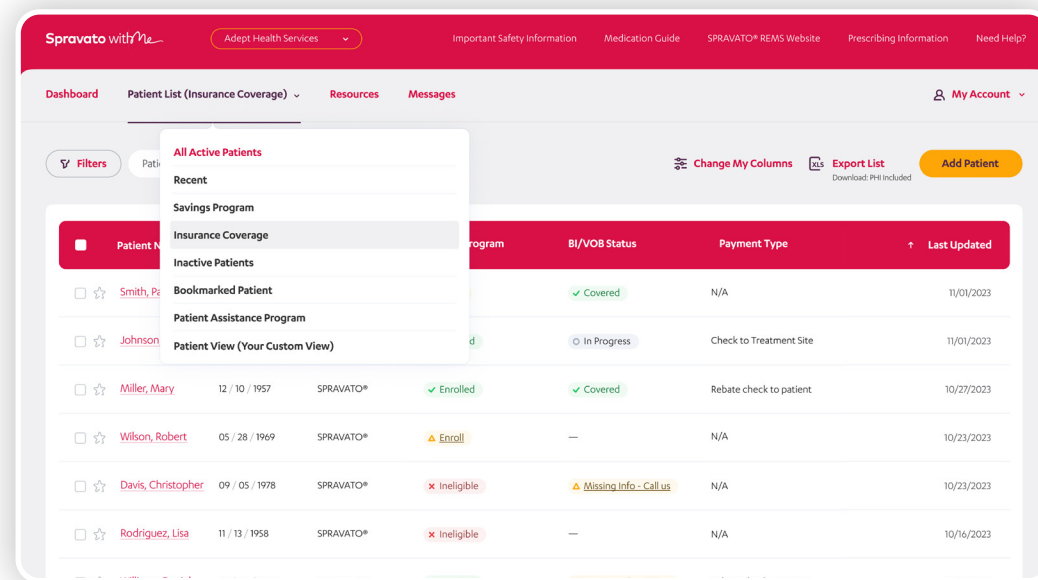 Spravato withMe
Adept Health Services
Important Safety Information
Medication Guide
SPRAVATO® REMS Website
Prescribing Information
Need Help?
Dashboard
Patient List (Insurance Coverage)
Resources
Messages
My Account
Filters
Change My Columns
XLS
Export List
Download: PHI Included
Add Patient
All Active Patients
Recent
Savings Program
Insurance Coverage
Inactive Patients
Bookmarked Patient
Patient Assistance Program
Patient View (Your Custom View)
Patient
BI/VOB Status
Payment Type
↑ Last Updated
Smith,
Covered
N/A
11/01/2023
Johnson
In Progress
Check to Treatment Site
11/01/2023
Miller, Mary
12 / 10 / 1957
SPRAVATO®
Enrolled
Covered
Rebate check to patient
10/27/2023
Wilson, Robert
05 / 28 / 1969
SPRAVATO®
Enroll
—
N/A
10/23/2023
Davis, Christopher
09 / 05 / 1978
SPRAVATO®
Ineligible
Missing Info - Call us
N/A
10/23/2023
Rodriguez, Lisa
11 / 13 / 1958
SPRAVATO®
Ineligible
—
N/A
10/16/2023